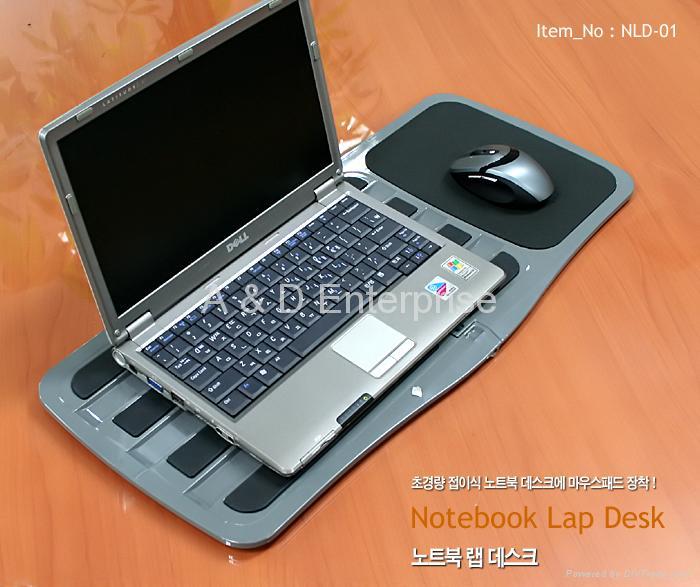 Item_No : NLD-01
LATITUDE
DELL
A & D Enterprise
초경량 접이식 노트북 데스크에 마우스패드 장착 !
Notebook Lap Desk
노트북 랩 데스크